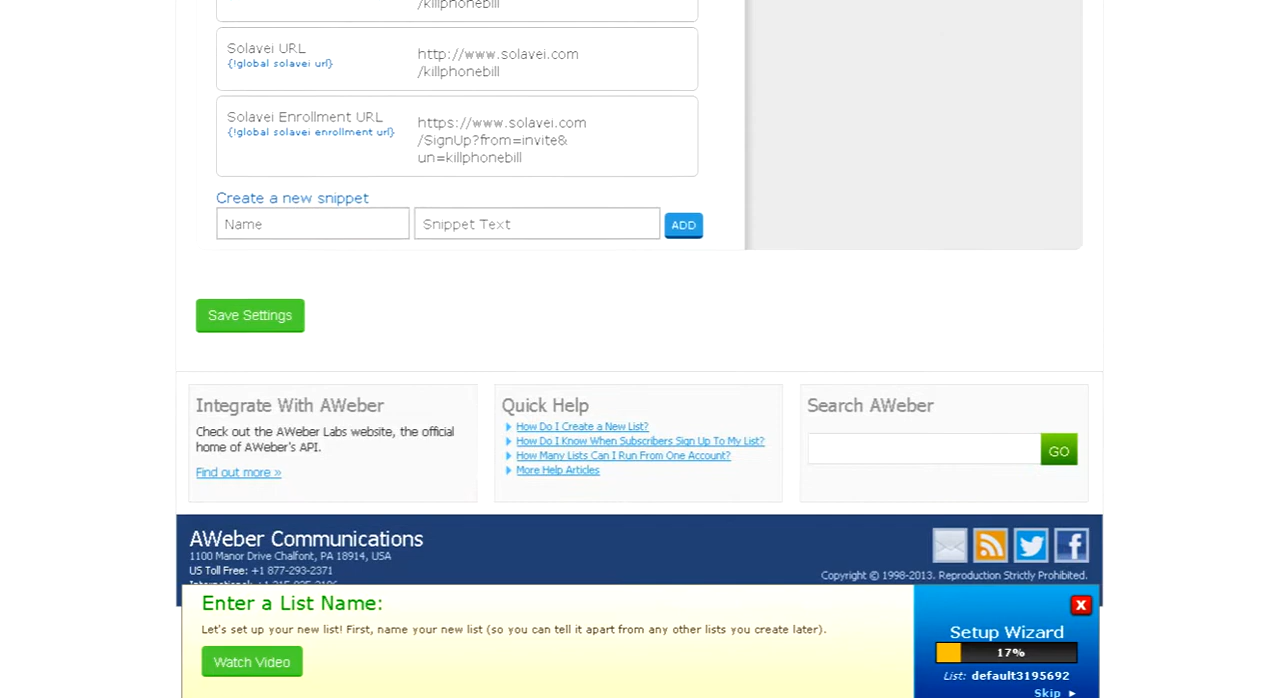 /killphonebill
Solavei URL
{!global solavei url}
http://www.solavei.com
/killphonebill
Solavei Enrollment URL
{!global solavei enrollment url}
https://www.solavei.com
/SignUp?from=invite&
un=killphonebill
Create a new snippet
Name
Snippet Text
ADD
Save Settings
Integrate With AWeber
Check out the AWeber Labs website, the official
home of AWeber's API.
Find out more »
Quick Help
How Do I Create a New List?
How Do I Know When Subscribers Sign Up To My List?
How Many Lists Can I Run From One Account?
More Help Articles
Search AWeber
GO
AWeber Communications
1100 Manor Drive Chalfont, PA 18914, USA
US Toll Free: +1 877-293-2371
Copyright © 1998-2013. Reproduction Strictly Prohibited.
Enter a List Name:
Let's set up your new list! First, name your new list (so you can tell it apart from any other lists you create later).
Watch Video
X
Setup Wizard
17%
List: default3195692
Skip ►